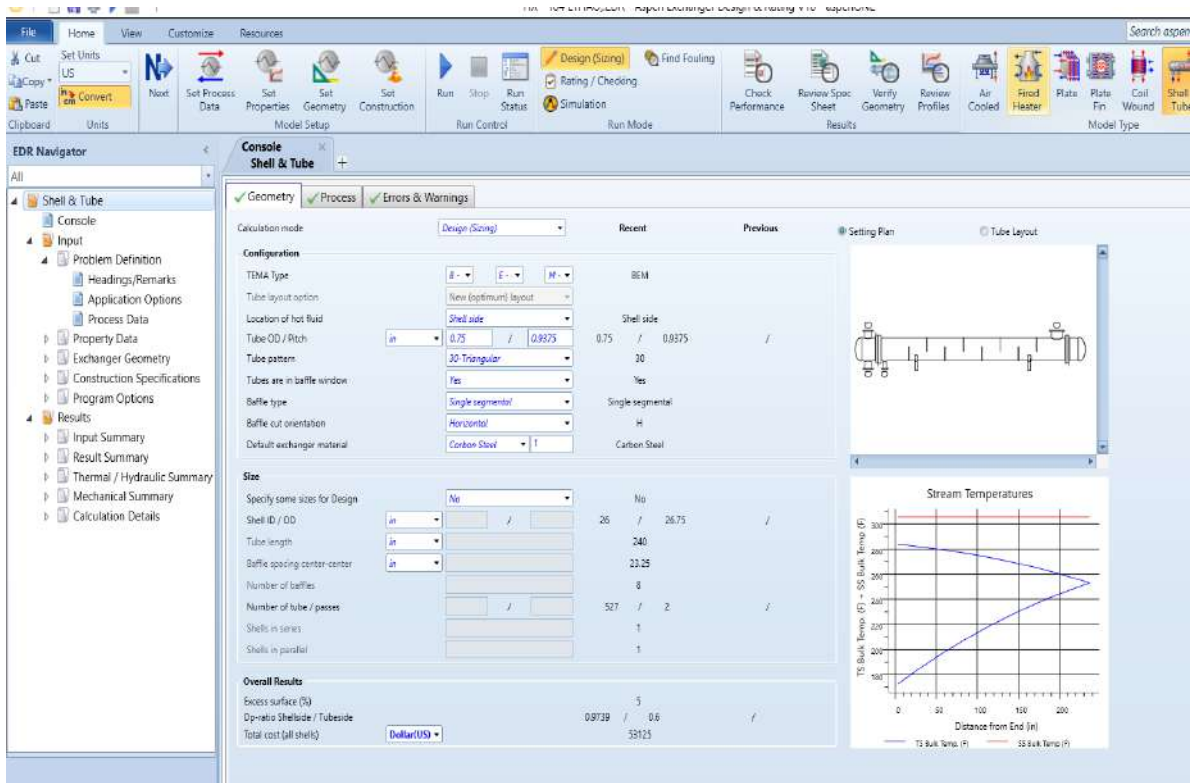 File Home View Customize Resources Search aspen
Cut
Copy
Paste
Clipboard
Set Units
US
Convert
Units
Next
Set Process Data
Set Properties
Set Geometry
Set Construction
Model Setup
Run
Stop
Run Status
Run Control
Design (Sizing)
Rating / Checking
Simulation
Find Fouling
Run Mode
Check Performance
Review Spec Sheet
Verify Geometry
Review Profiles
Results
Air Cooled
Fired Heater
Plate
Plate Fin
Coil Wound
Shell Tube
Model Type
EDR Navigator
All
Shell & Tube
Console
Input
Problem Definition
Headings/Remarks
Application Options
Process Data
Property Data
Exchanger Geometry
Construction Specifications
Program Options
Results
Input Summary
Result Summary
Thermal / Hydraulic Summary
Mechanical Summary
Calculation Details
Console
Shell & Tube +
Geometry Process Errors & Warnings
Calculation mode Design (Sizing) Recent Previous
Configuration
TEMA Type B - E - M - BEM
Tube layout option New (optimum) layout
Location of hot fluid Shell side Shell side
Tube OD / Pitch in 0.75 / 0.9375 0.75 / 0.9375 /
Tube pattern 30-Triangular 30
Tubes are in baffle window Yes Yes
Baffle type Single segmental Single segmental
Baffle cut orientation Horizontal H
Default exchanger material Carbon Steel 1 Carbon Steel
Size
Specify some sizes for Design No No
Shell ID / OD in / 26 / 26.75 /
Tube length in 240
Baffle spacing center-center in 23.25
Number of baffles 8
Number of tube / passes / 527 / 2 /
Shells in series 1
Shells in parallel 1
Overall Results
Excess surface (%) 5
Dp-ratio Shellside / Tubeside 0.9739 / 0.6 /
Total cost (all shells) Dollar(US) 53125
Setting Plan Tube Layout
Stream Temperatures
TS Bulk Temp. (F) + SS Bulk Temp (F)
300
280
260
240
220
200
180
0 50 100 150 200
Distance from End (in)
TS Bulk Temp. (F) SS Bulk Temp (F)